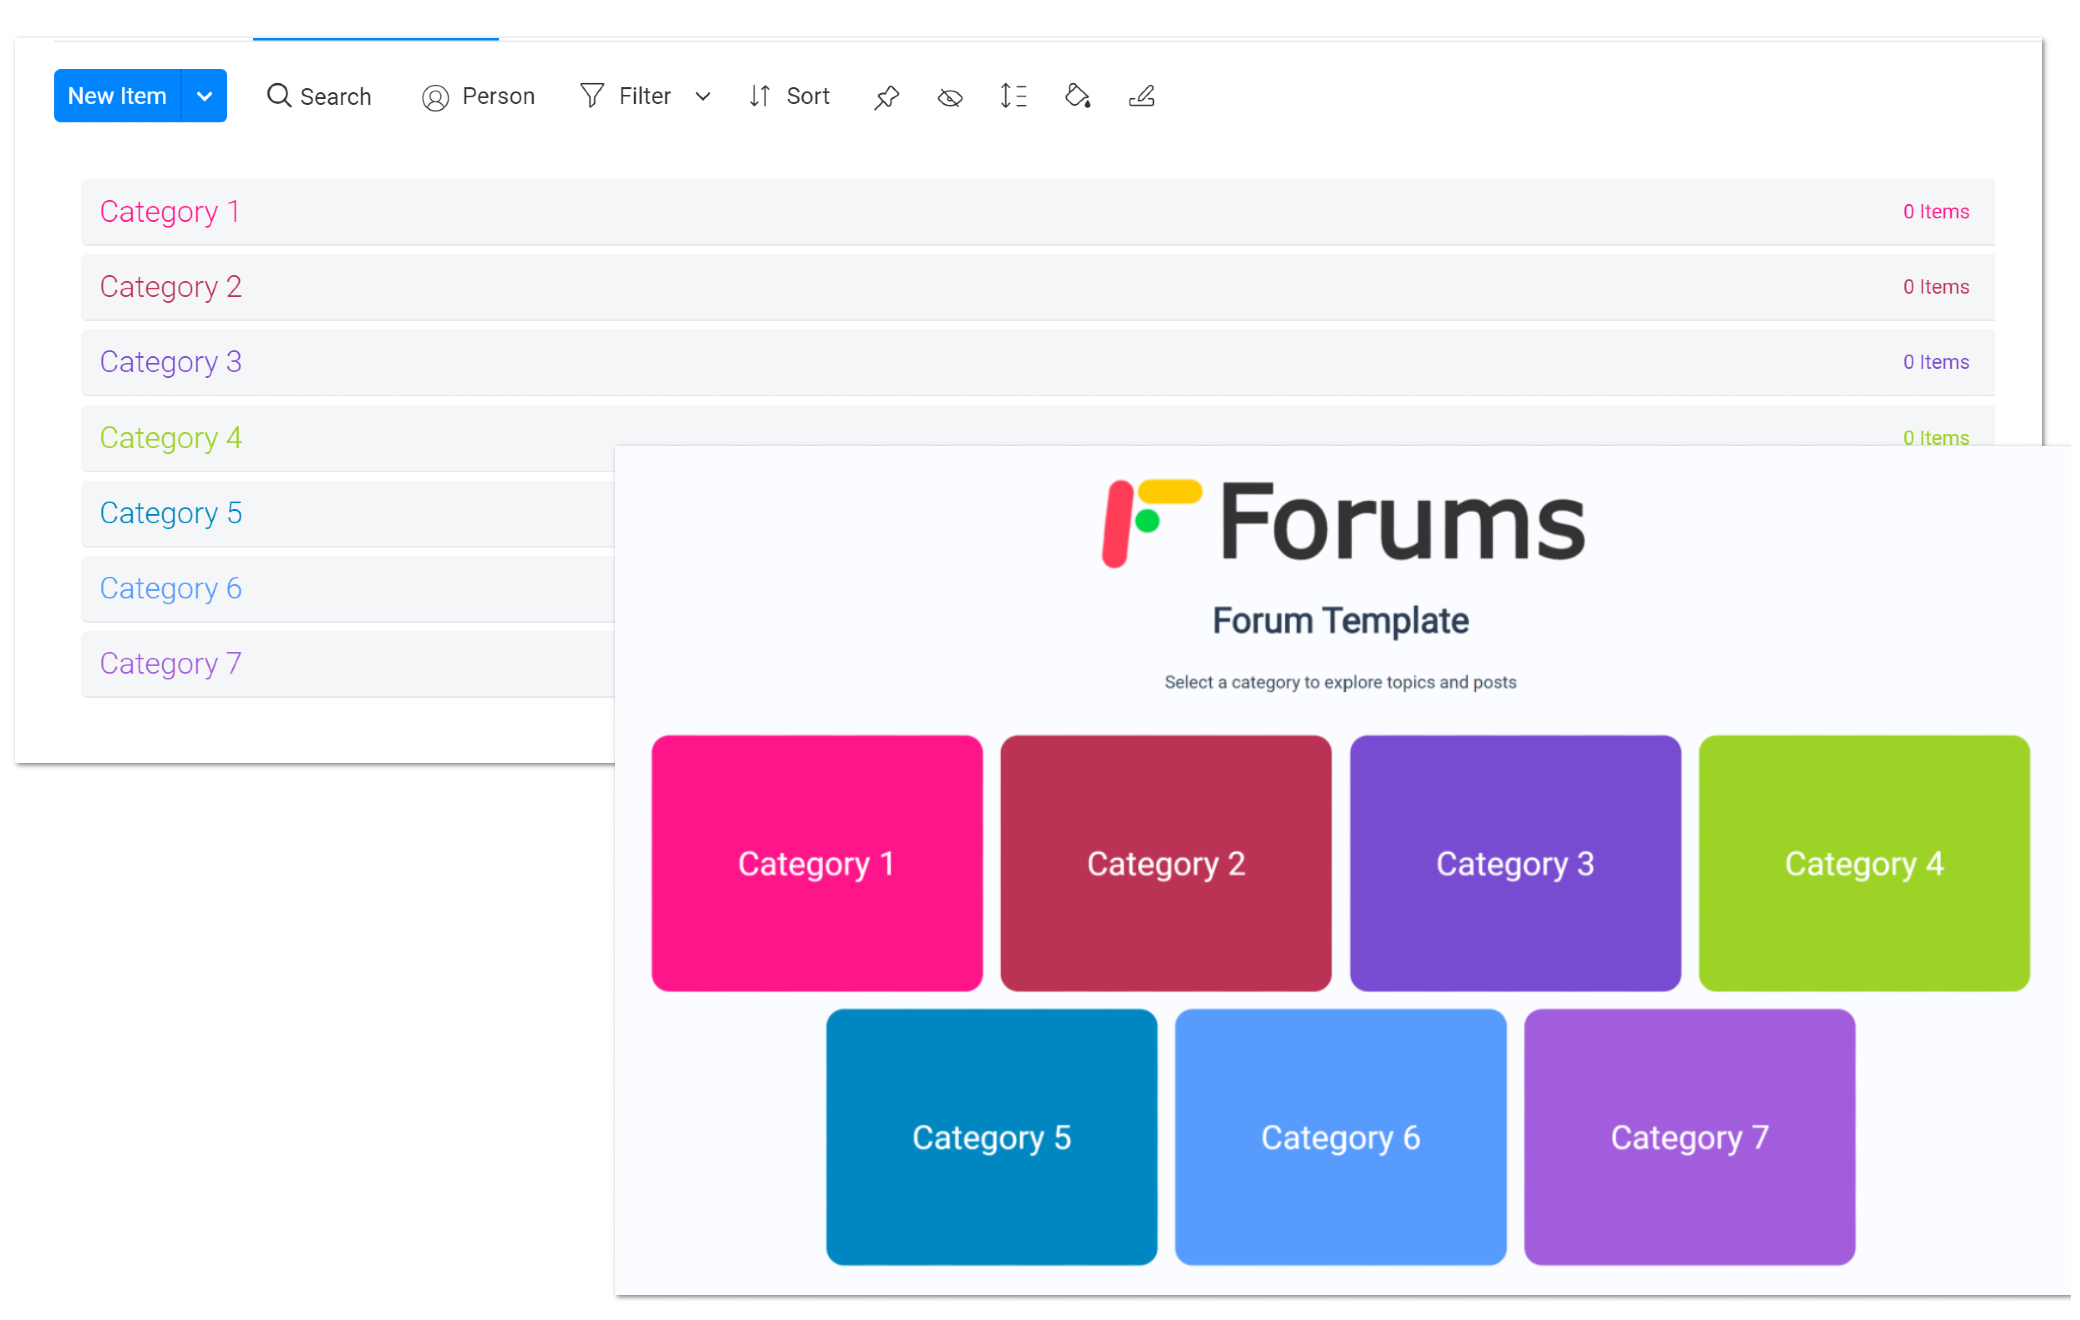 New Item Search Person Filter Sort
Category 1 0 Items
Category 2 0 Items
Category 3 0 Items
Category 4 0 Items
Category 5
Category 6
Category 7
Forums
Forum Template
Select a category to explore topics and posts
Category 1 Category 2 Category 3 Category 4
Category 5 Category 6 Category 7